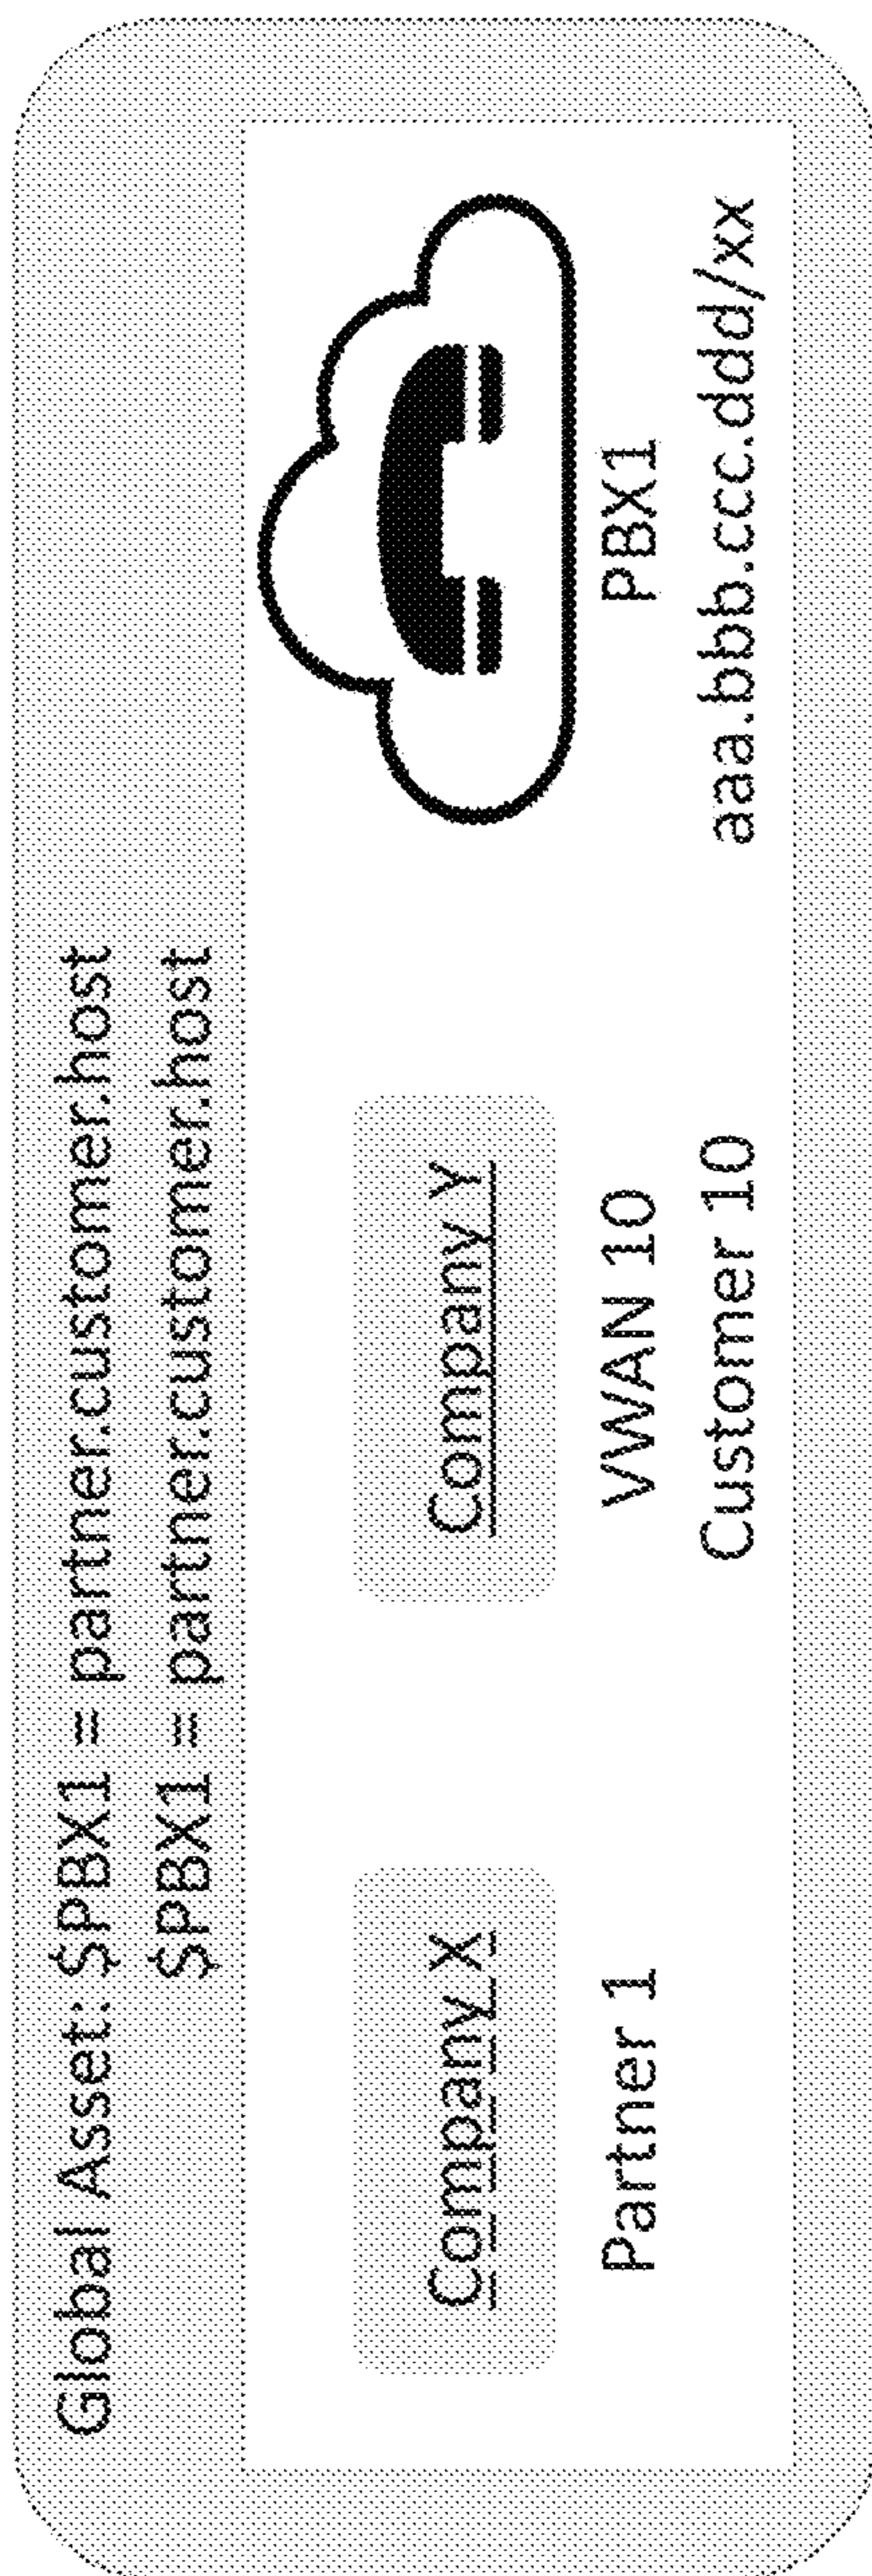 Global Asset: $PBX1 = partner.customer.host
$PBX1 = partner.customer.host
Company X
Partner 1
Company Y
VWAN 10
Customer 10
PBX1
aaa.bbb.ccc.ddd/xx